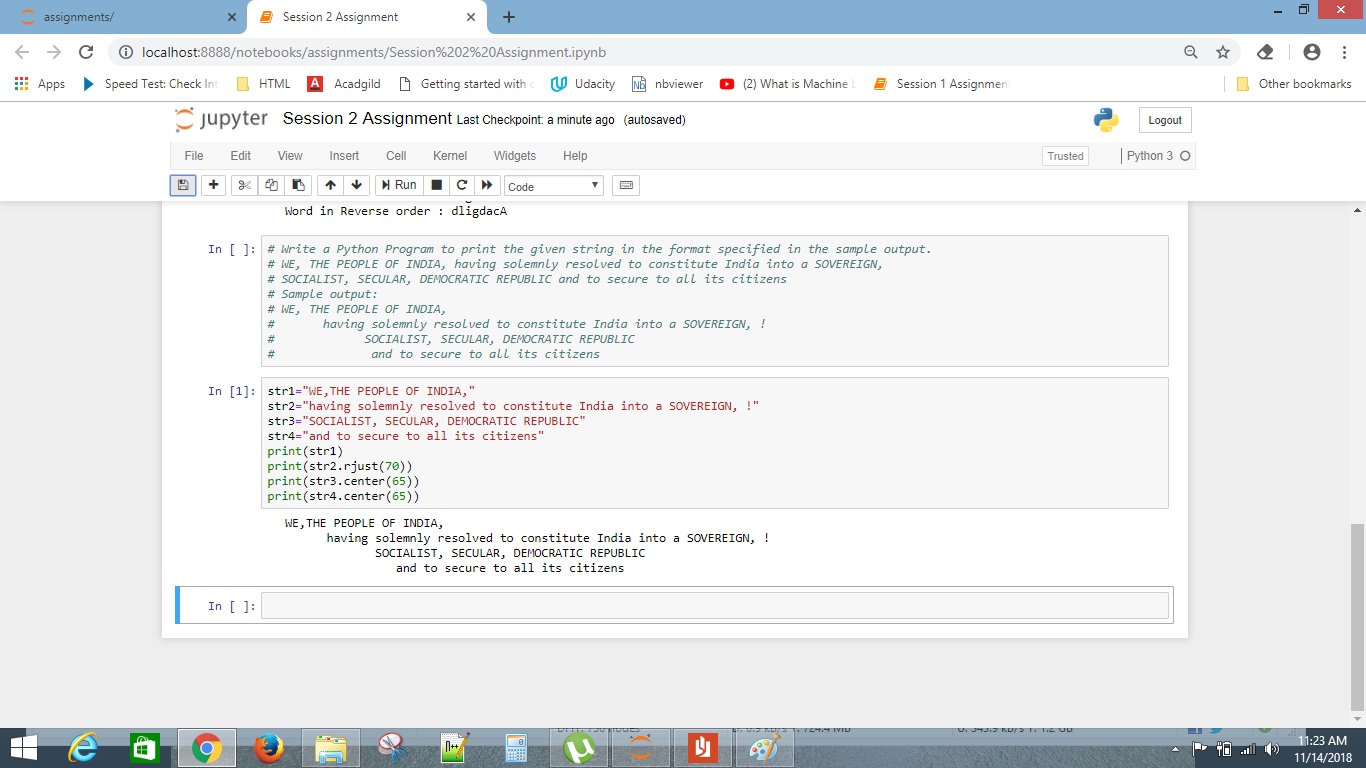 assignments/
Session 2 Assignment
localhost:8888/notebooks/assignments/Session%202%20Assignment.ipynb
Apps Speed Test: Check Int HTML Acadgild Getting started with Udacity nbviewer (2) What is Machine Session 1 Assignmen Other bookmarks
jupyter Session 2 Assignment Last Checkpoint: a minute ago (autosaved) Logout
File Edit View Insert Cell Kernel Widgets Help Trusted Python 3
Run Code
Word in Reverse order : dligdacA
In [ ]: # Write a Python Program to print the given string in the format specified in the sample output.
# WE, THE PEOPLE OF INDIA, having solemnly resolved to constitute India into a SOVEREIGN,
# SOCIALIST, SECULAR, DEMOCRATIC REPUBLIC and to secure to all its citizens
# Sample output:
# WE, THE PEOPLE OF INDIA,
#       having solemnly resolved to constitute India into a SOVEREIGN, !
#             SOCIALIST, SECULAR, DEMOCRATIC REPUBLIC
#              and to secure to all its citizens
In [1]: str1="WE,THE PEOPLE OF INDIA,"
str2="having solemnly resolved to constitute India into a SOVEREIGN, !"
str3="SOCIALIST, SECULAR, DEMOCRATIC REPUBLIC"
str4="and to secure to all its citizens"
print(str1)
print(str2.rjust(70))
print(str3.center(65))
print(str4.center(65))
WE,THE PEOPLE OF INDIA,
      having solemnly resolved to constitute India into a SOVEREIGN, !
             SOCIALIST, SECULAR, DEMOCRATIC REPUBLIC
                and to secure to all its citizens
In [ ]:
11:23 AM
11/14/2018